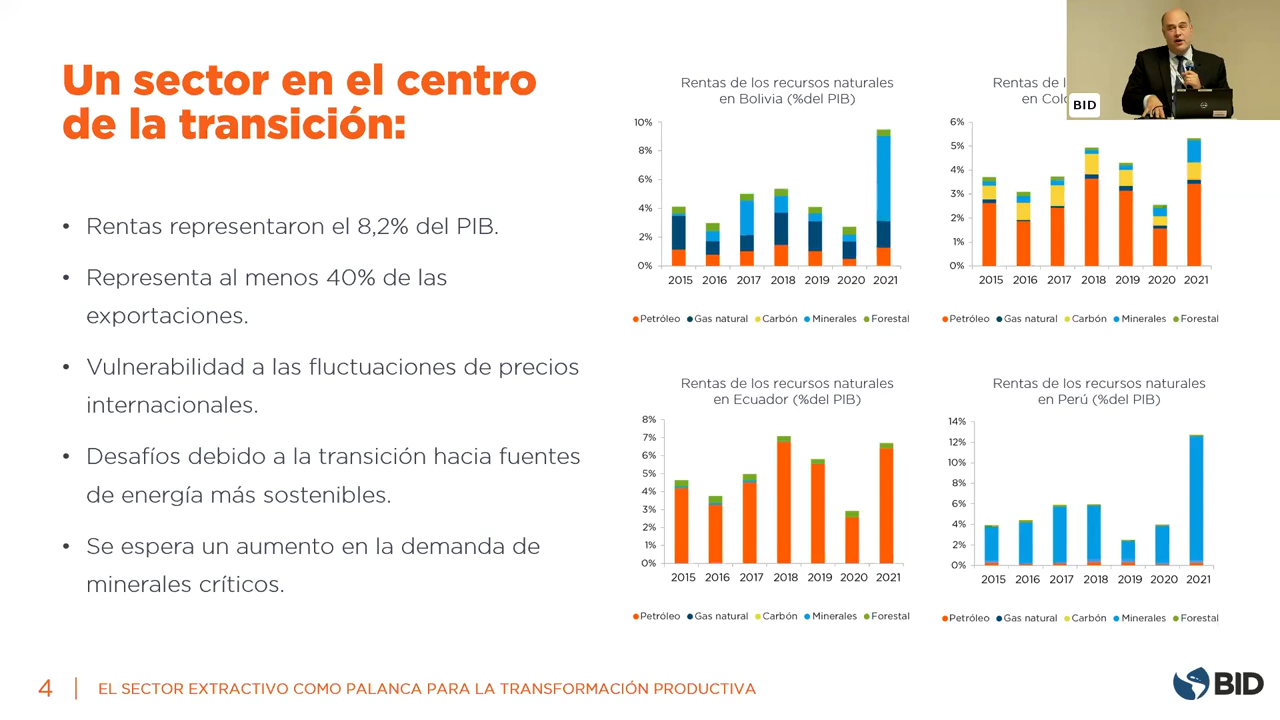 Un sector en el centro
de la transición:
• Rentas representaron el 8,2% del PIB.
• Representa al menos 40% de las
exportaciones.
• Vulnerabilidad a las fluctuaciones de precios
internacionales.
• Desafíos debido a la transición hacia fuentes
de energía más sostenibles.
• Se espera un aumento en la demanda de
minerales críticos.
Rentas de los recursos naturales
en Bolivia (%del PIB)
10%
8%
6%
4%
2%
0%
2015 2016 2017 2018 2019 2020 2021
Petróleo Gas natural Carbón Minerales Forestal
Rentas de
en
BID
6%
5%
4%
3%
2%
1%
0%
2015 2016 2017 2018 2019 2020 2021
Petróleo Gas natural Carbón Minerales Forestal
Rentas de los recursos naturales
en Ecuador (%del PIB)
8%
7%
6%
5%
4%
3%
2%
1%
0%
2015 2016 2017 2018 2019 2020 2021
Petróleo Gas natural Carbón Minerales Forestal
Rentas de los recursos naturales
en Perú (%del PIB)
14%
12%
10%
8%
6%
4%
2%
0%
2015 2016 2017 2018 2019 2020 2021
Petróleo Gas natural Carbón Minerales Forestal
4 EL SECTOR EXTRACTIVO COMO PALANCA PARA LA TRANSFORMACIÓN PRODUCTIVA
BID